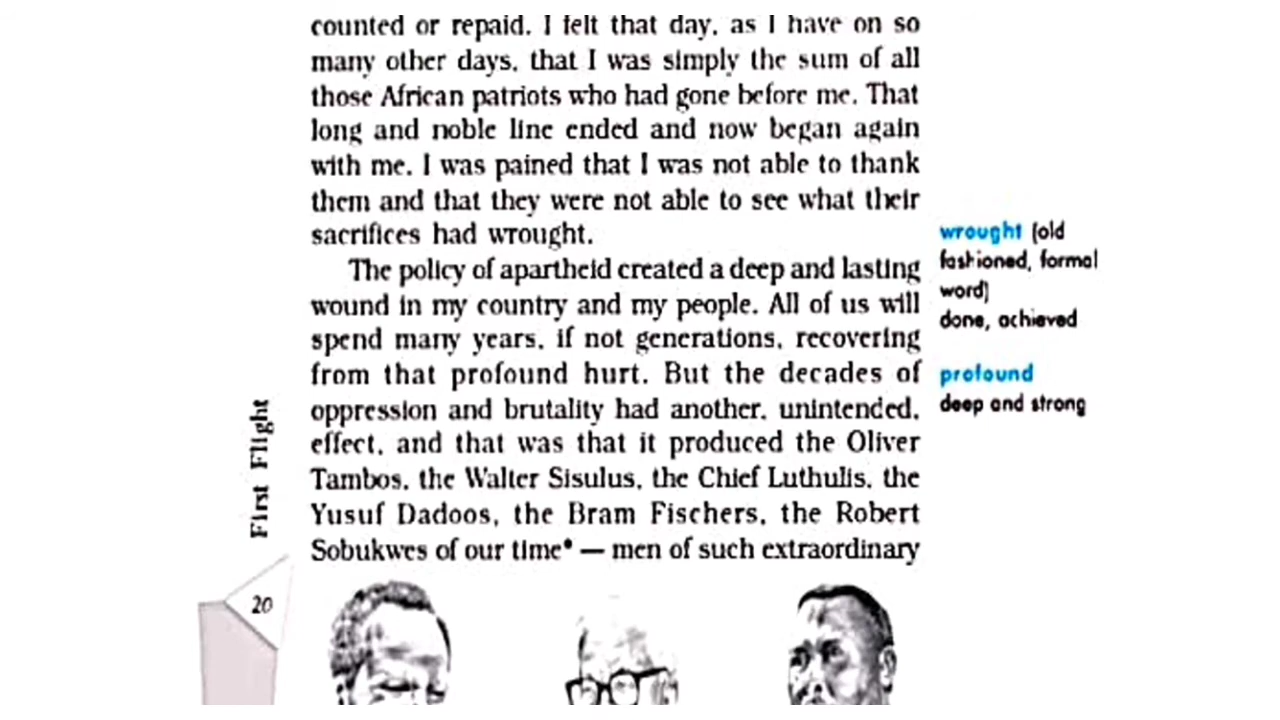 counted or repaid. I felt that day, as I have on so
many other days, that I was simply the sum of all
those African patriots who had gone before me. That
long and noble line ended and now began again
with me. I was pained that I was not able to thank
them and that they were not able to see what their
sacrifices had wrought.
The policy of apartheid created a deep and lasting
wound in my country and my people. All of us will
spend many years, if not generations, recovering
from that profound hurt. But the decades of
oppression and brutality had another, unintended,
effect, and that was that it produced the Oliver
Tambos, the Walter Sisulus, the Chief Luthulis, the
Yusuf Dadoos, the Bram Fischers, the Robert
Sobukwes of our time* — men of such extraordinary
wrought (old
fashioned, formal
word)
done, achieved
profound
deep and strong
First Flight
20